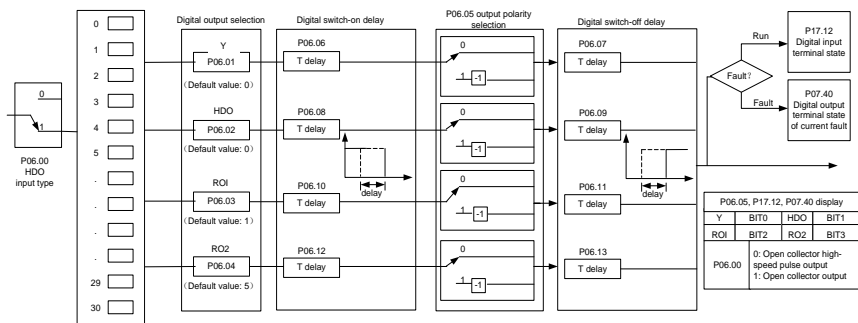 0
1
2
3
4
5
.
.
.
.
29
30
0
1
P06.00
HDO
input type
Digital output selection
Y
P06.01
（Default value: 0）
HDO
P06.02
（Default value: 0）
ROI
P06.03
（Default value: 1）
RO2
P06.04
(Default value: 5）
Digital switch-on delay
P06.06
T delay
P06.08
T delay
delay
P06.10
T delay
P06.12
T delay
P06.05 output polarity
selection
0
1
-1
0
1
-1
0
1
-1
0
1
-1
Digital switch-off delay
P06.07
T delay
P06.09
T delay
delay
P06.11
T delay
P06.13
T delay
Run
Fault?
Fault
P17.12
Digital input
terminal state
P07.40
Digital output
terminal state
of current fault
P06.05, P17.12, P07.40 display
Y BIT0 HDO BIT1
ROI BIT2 RO2 BIT3
P06.00
0: Open collector high-
speed pulse output
1: Open collector output